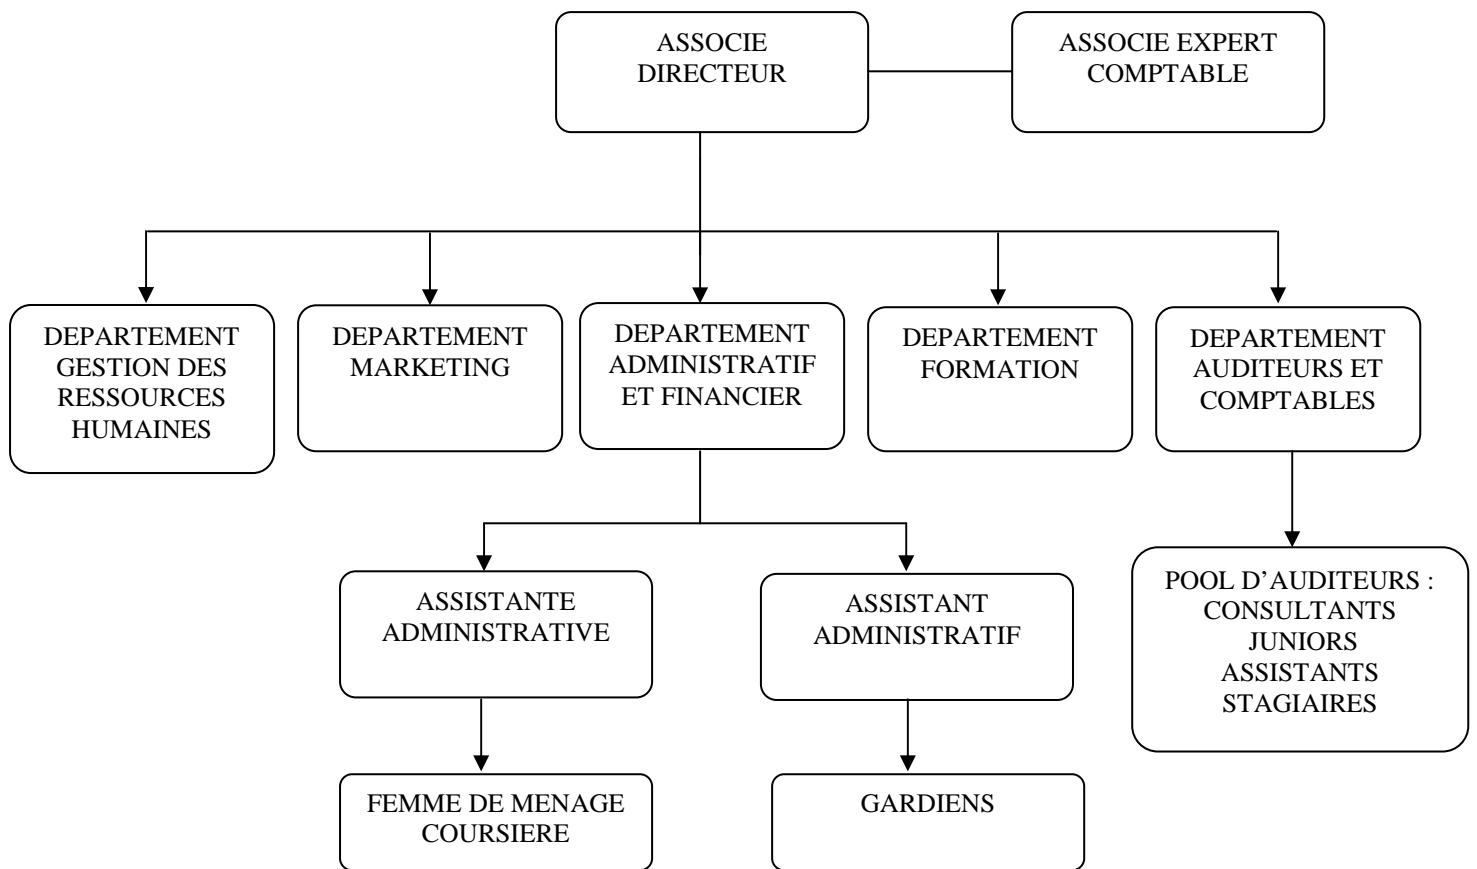 ASSOCIE
DIRECTEUR
ASSOCIE EXPERT
COMPTABLE
DEPARTEMENT
GESTION DES
RESSOURCES
HUMAINES
DEPARTEMENT
MARKETING
DEPARTEMENT
ADMINISTRATIF
ET FINANCIER
DEPARTEMENT
FORMATION
DEPARTEMENT
AUDITEURS ET
COMPTABLES
ASSISTANTE
ADMINISTRATIVE
ASSISTANT
ADMINISTRATIF
POOL D’AUDITEURS :
CONSULTANTS
JUNIORS
ASSISTANTS
STAGIAIRES
FEMME DE MENAGE
COURSIERE
GARDIENS